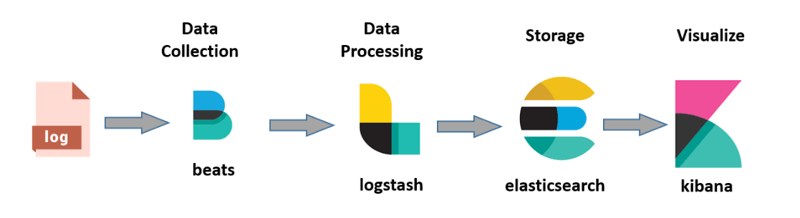 Data
Collection
Data
Processing
Storage
Visualize
log
beats
logstash
elasticsearch
kibana